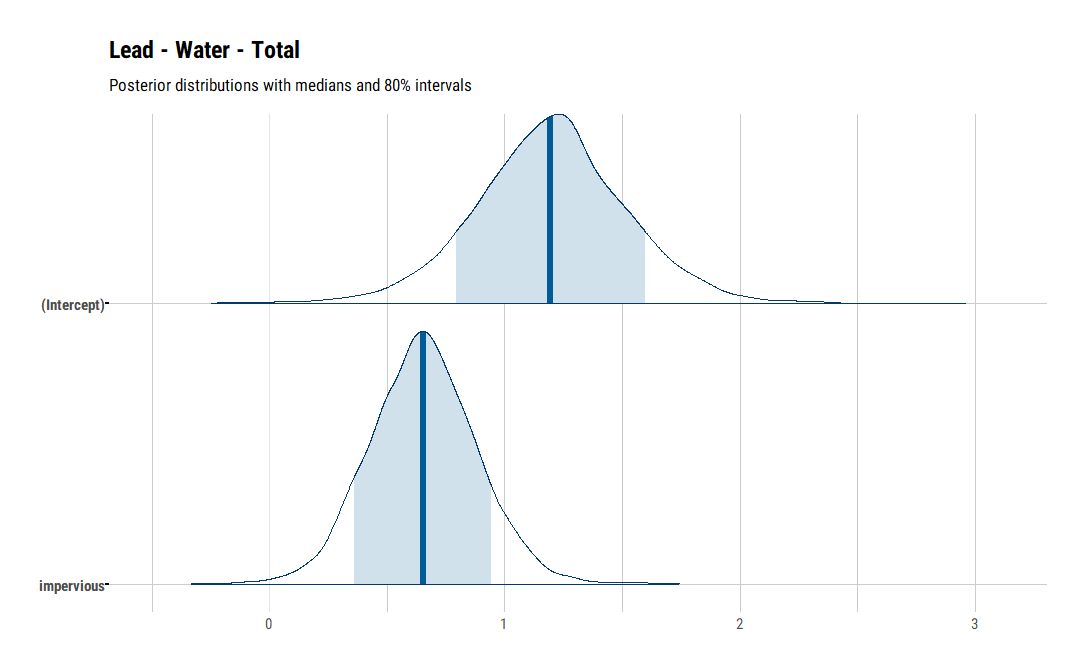 Lead - Water - Total
Posterior distributions with medians and 80% intervals
(Intercept)
impervious
0 1 2 3